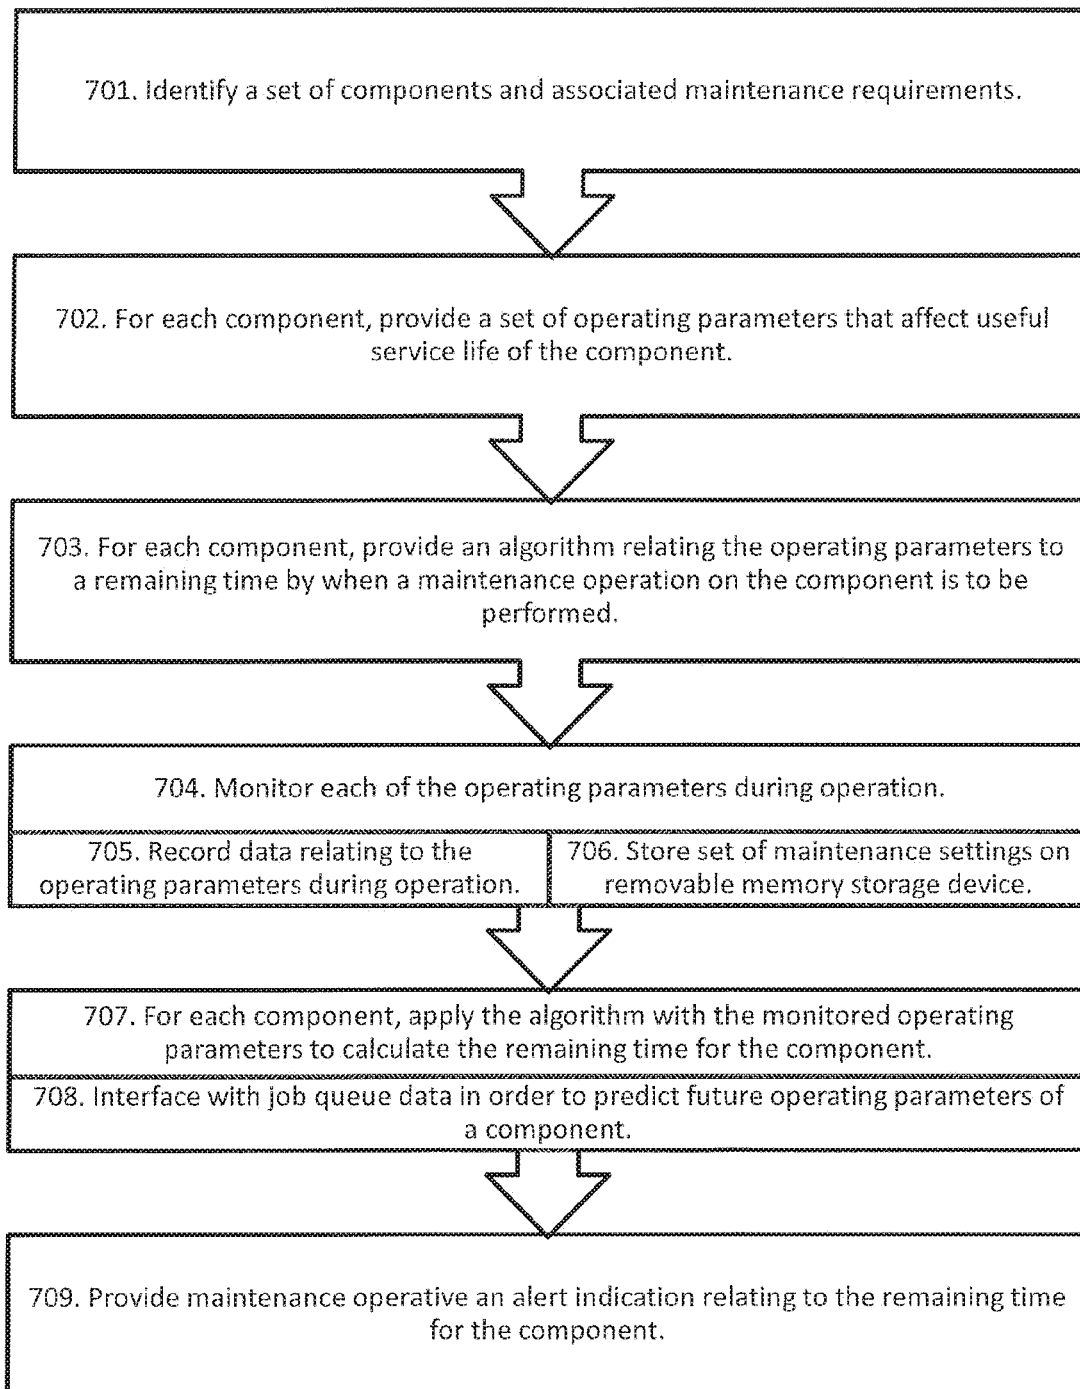 701. Identify a set of components and associated maintenance requirements.
702. For each component, provide a set of operating parameters that affect useful
service life of the component.
703. For each component, provide an algorithm relating the operating parameters to
a remaining time by when a maintenance operation on the component is to be
performed.
704. Monitor each of the operating parameters during operation.
705. Record data relating to the
operating parameters during operation.
706. Store set of maintenance settings on
removable memory storage device.
707. For each component, apply the algorithm with the monitored operating
parameters to calculate the remaining time for the component.
708. Interface with job queue data in order to predict future operating parameters of
a component.
709. Provide maintenance operative an alert indication relating to the remaining time
for the component.